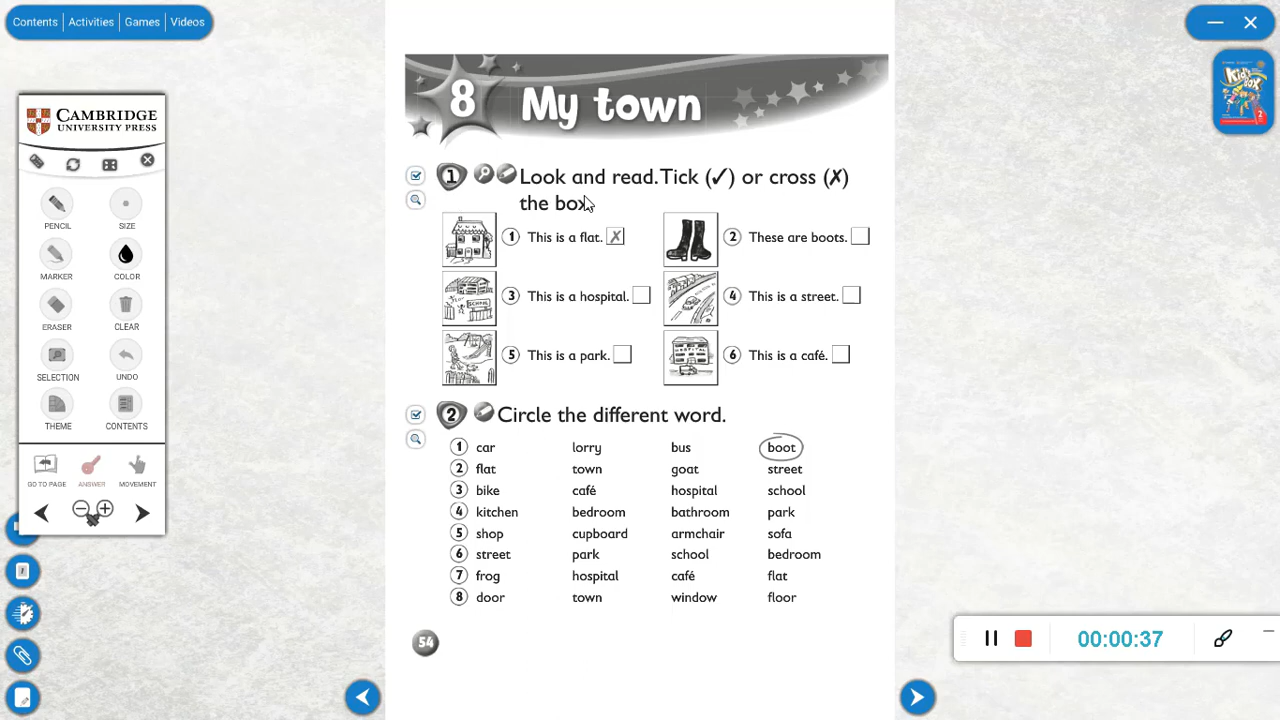 Contents Activities Games Videos
CAMBRIDGE
UNIVERSITY PRESS
PENCIL SIZE
MARKER COLOR
ERASER CLEAR
SELECTION UNDO
THEME CONTENTS
GO TO PAGE ANSWER MOVEMENT
8 My town
1 Look and read. Tick (✓) or cross (✗)
the box.
1 This is a flat. ✗ 2 These are boots.
3 This is a hospital. 4 This is a street.
SCHOOL
5 This is a park. 6 This is a café.
HOSPITAL
2 Circle the different word.
1 car lorry bus boot
2 flat town goat street
3 bike café hospital school
4 kitchen bedroom bathroom park
5 shop cupboard armchair sofa
6 street park school bedroom
7 frog hospital café flat
8 door town window floor
54
Kid's Box
2
00:00:37